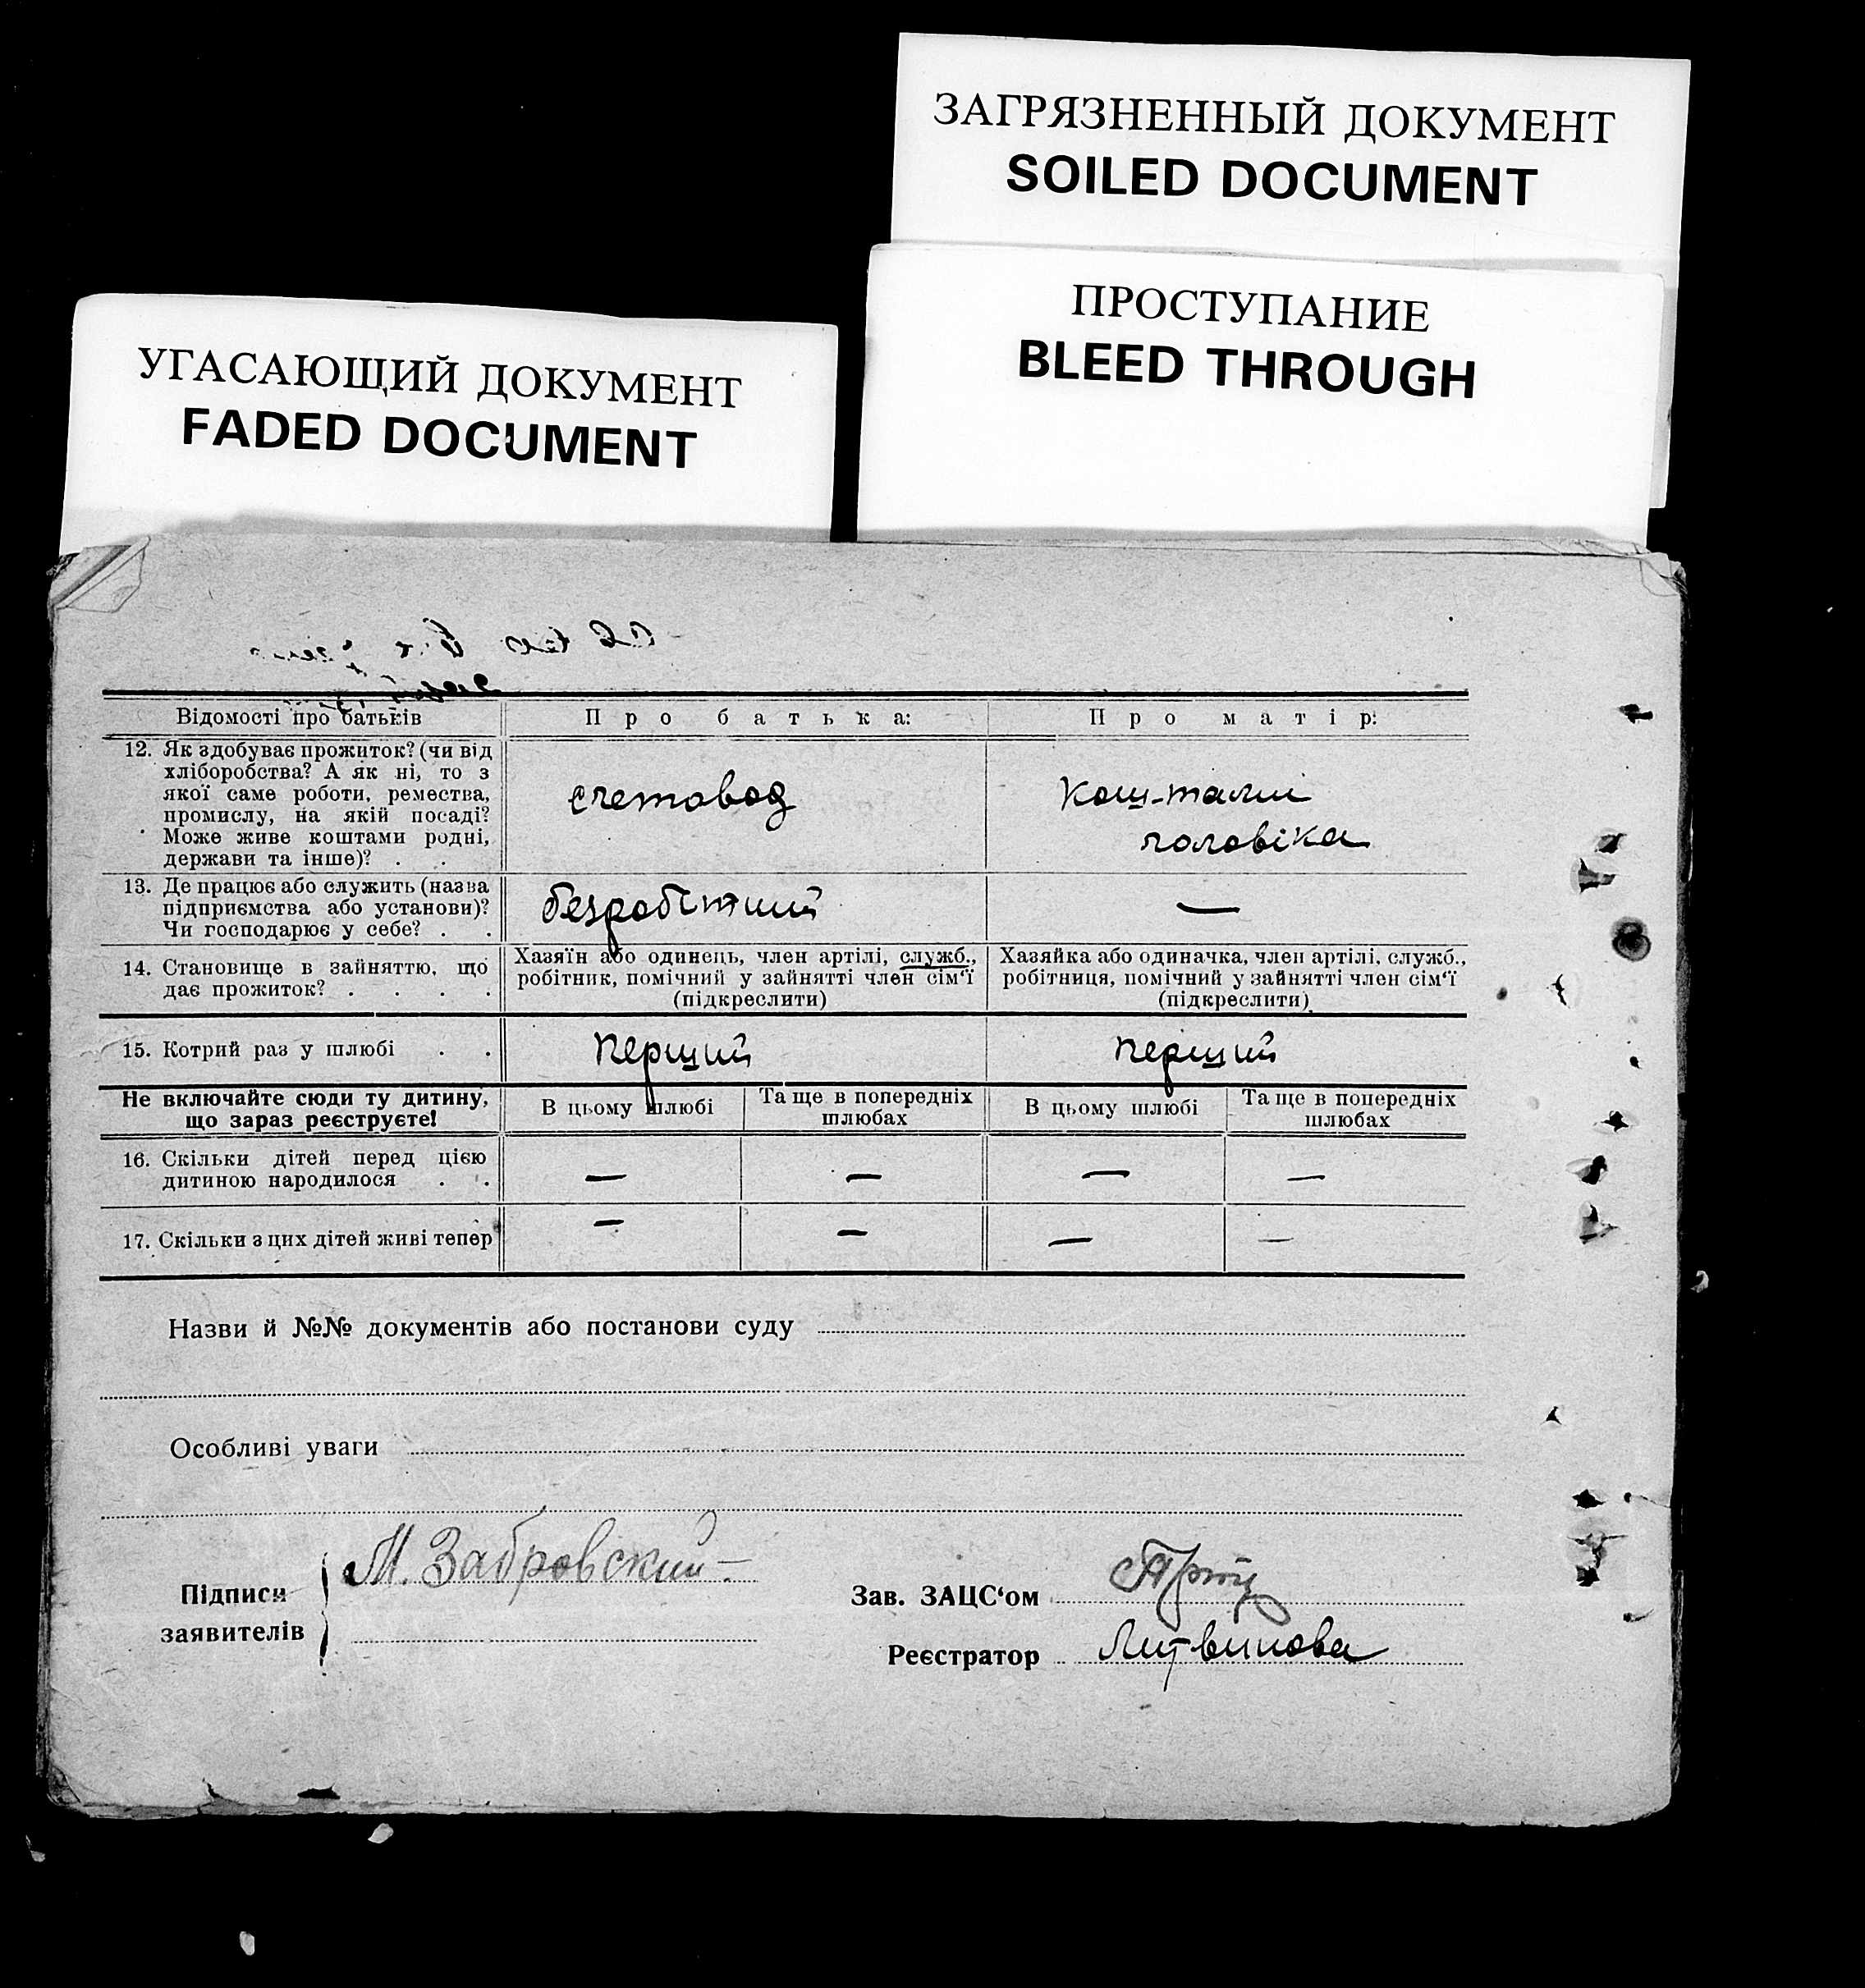 ЗАГРЯЗНЕННЫЙ ДОКУМЕНТ
SOILED DOCUMENT
ПРОСТУПАНИЕ
BLEED THROUGH
УГАСАЮЩИЙ ДОКУМЕНТ
FADED DOCUMENT
Відомості про батьків
Про батька:
Про матір:
12. Як здобуває прожиток? (чи від
хліборобства? А як ні, то з
якої саме роботи, ремества,
промислу, на якій посаді?
Може живе коштами родні,
держави та інше)? . .
счетовод
кош-тами
чоловіка
13. Де працює або служить (назва
підприємства або установи)?
Чи господарює у себе? . .
безробітний
—
14. Становище в зайняттю, що
дає прожиток? . . . .
Хазяїн або одинець, член артілі, служб.,
робітник, помічний у зайнятті член сім‘ї
(підкреслити)
Хазяйка або одиначка, член артілі, служб.,
робітниця, помічний у зайнятті член сім‘ї
(підкреслити)
15. Котрий раз у шлюбі . .
перший
перший
Не включайте сюди ту дитину,
що зараз реєструєте!
В цьому шлюбі
Та ще в попередніх
шлюбах
В цьому шлюбі
Та ще в попередніх
шлюбах
16. Скільки дітей перед цією
дитиною народилося . .
— — — —
17. Скільки з цих дітей живі тепер
— — — —
Назви й №№ документів або постанови суду
Особливі уваги
Підписи
заявителів
М. Забровский
Зав. ЗАЦС‘ом
Реєстратор Литвинова